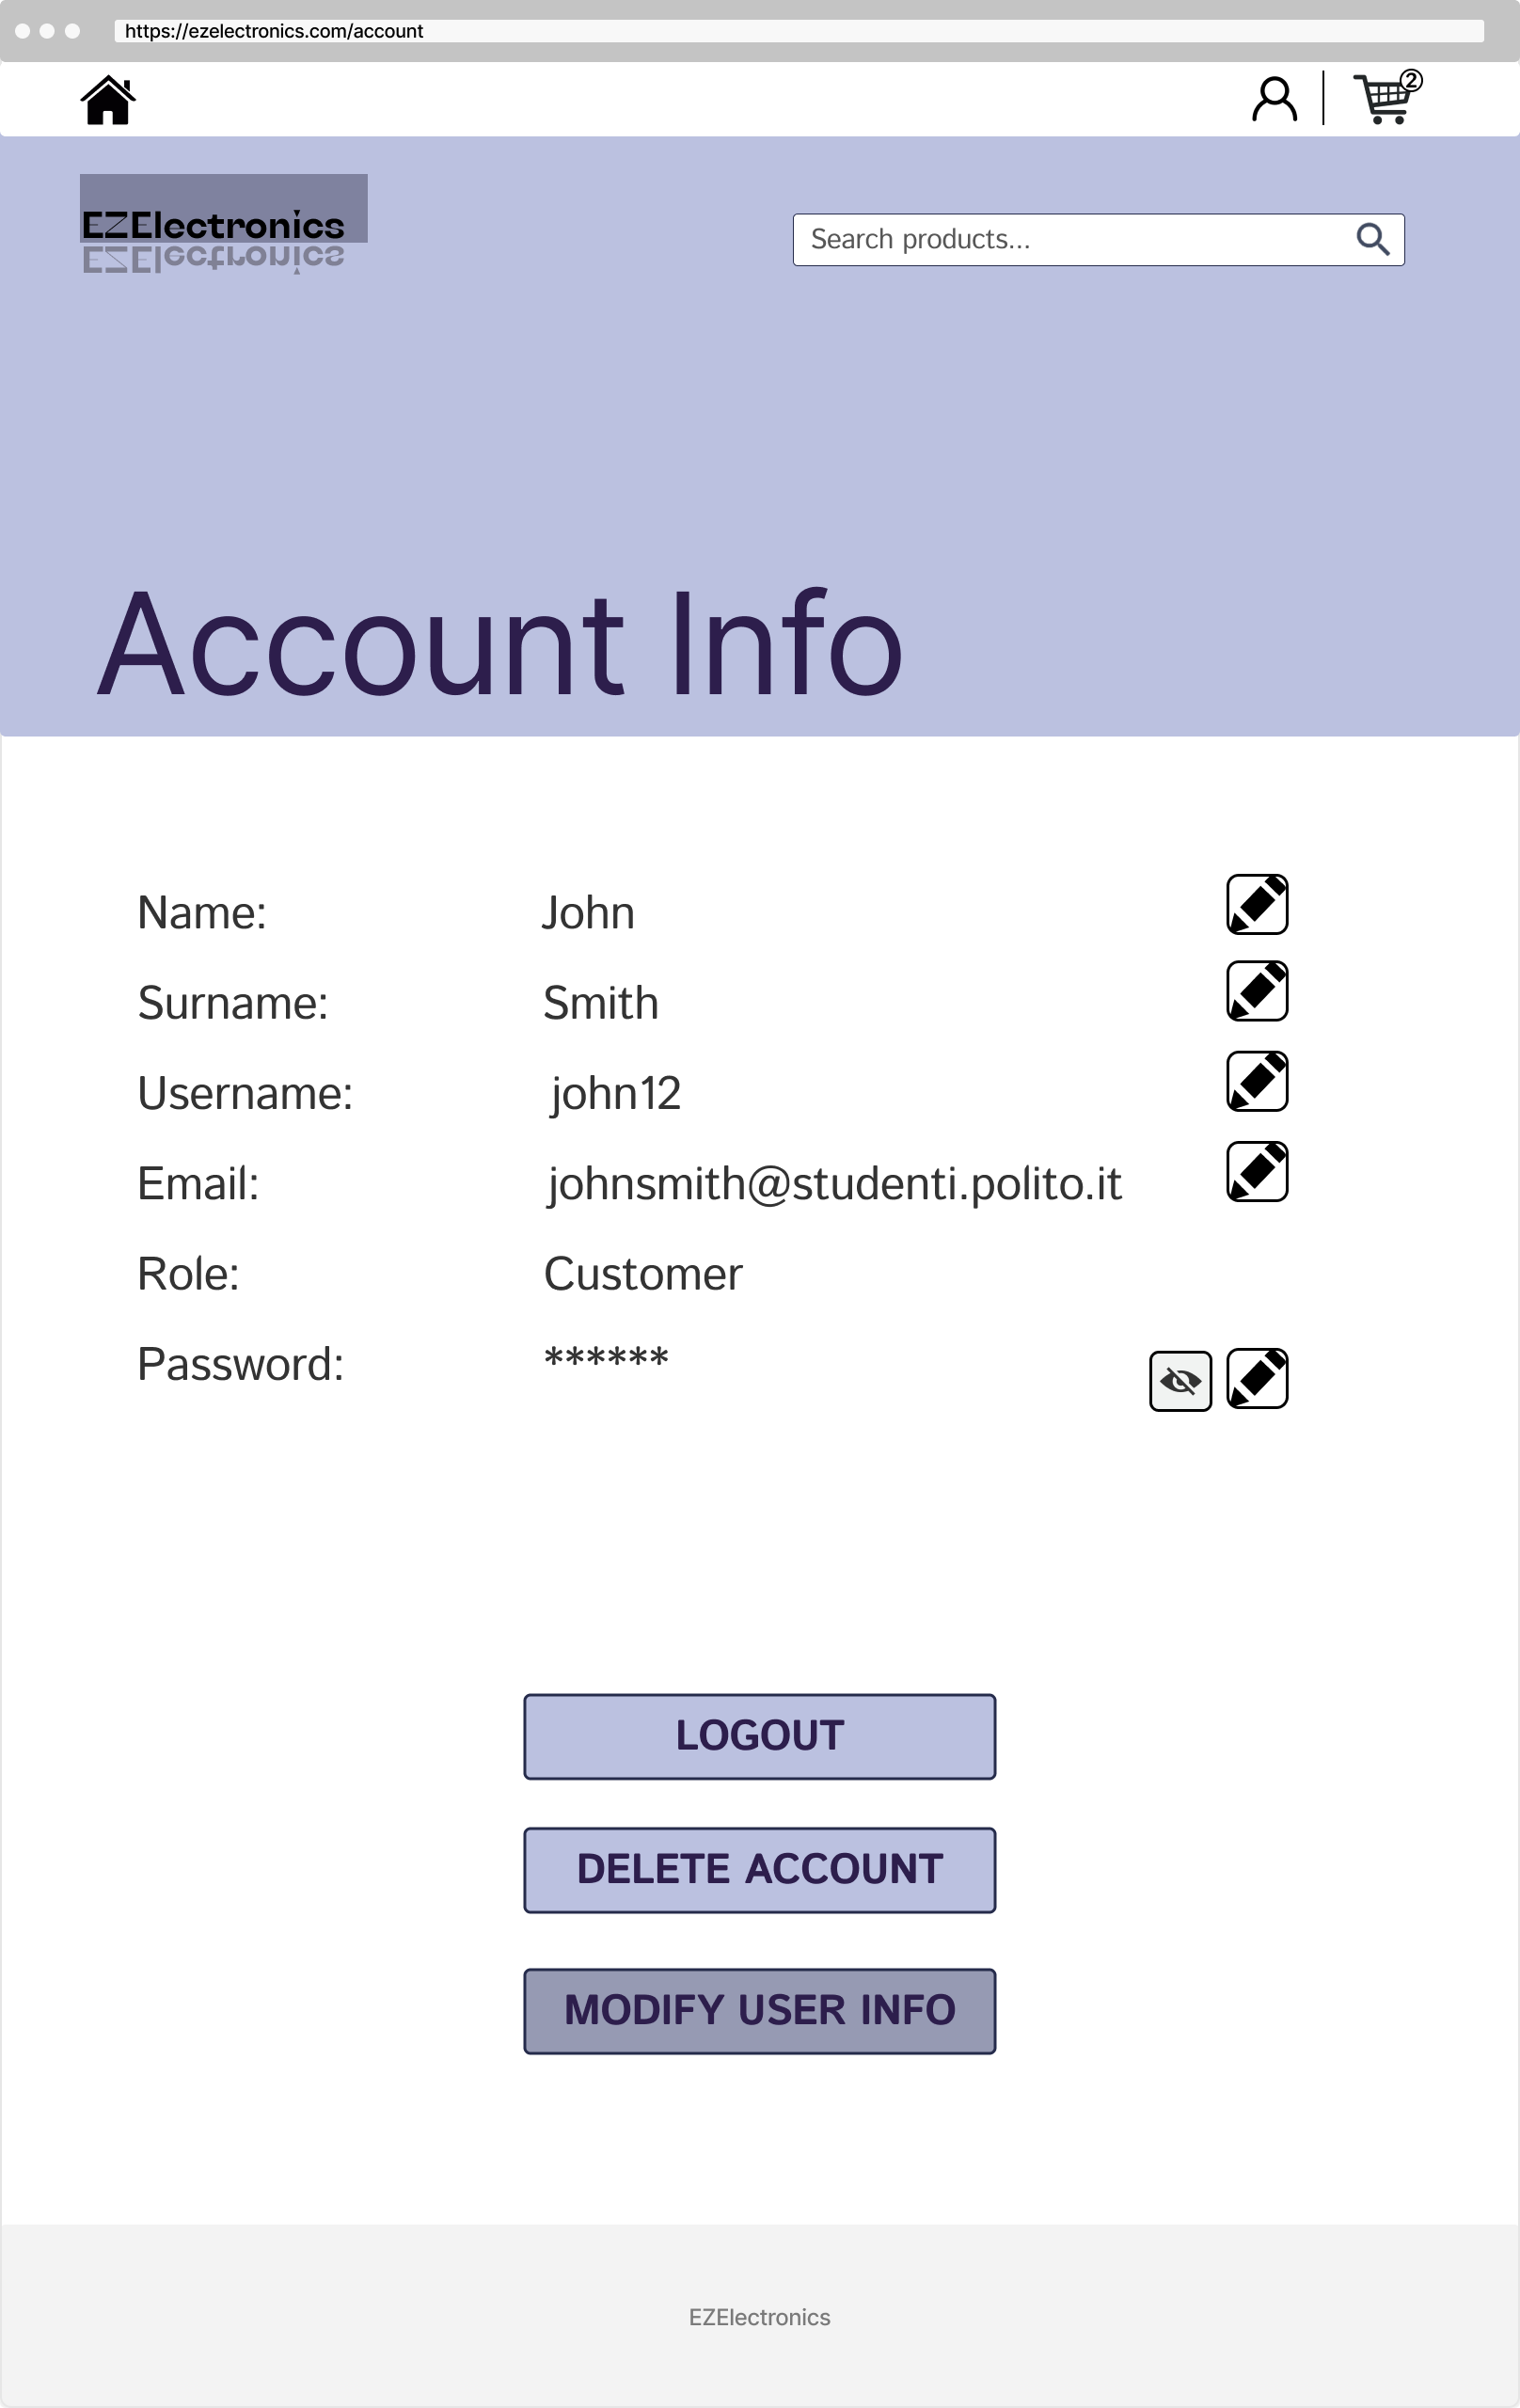 https://ezelectronics.com/account
2
EZElectronics
EZElectronics
Search products...
Account Info
Name: John
Surname: Smith
Username: john12
Email: johnsmith@studenti.polito.it
Role: Customer
Password: ******
LOGOUT
DELETE ACCOUNT
MODIFY USER INFO
EZElectronics